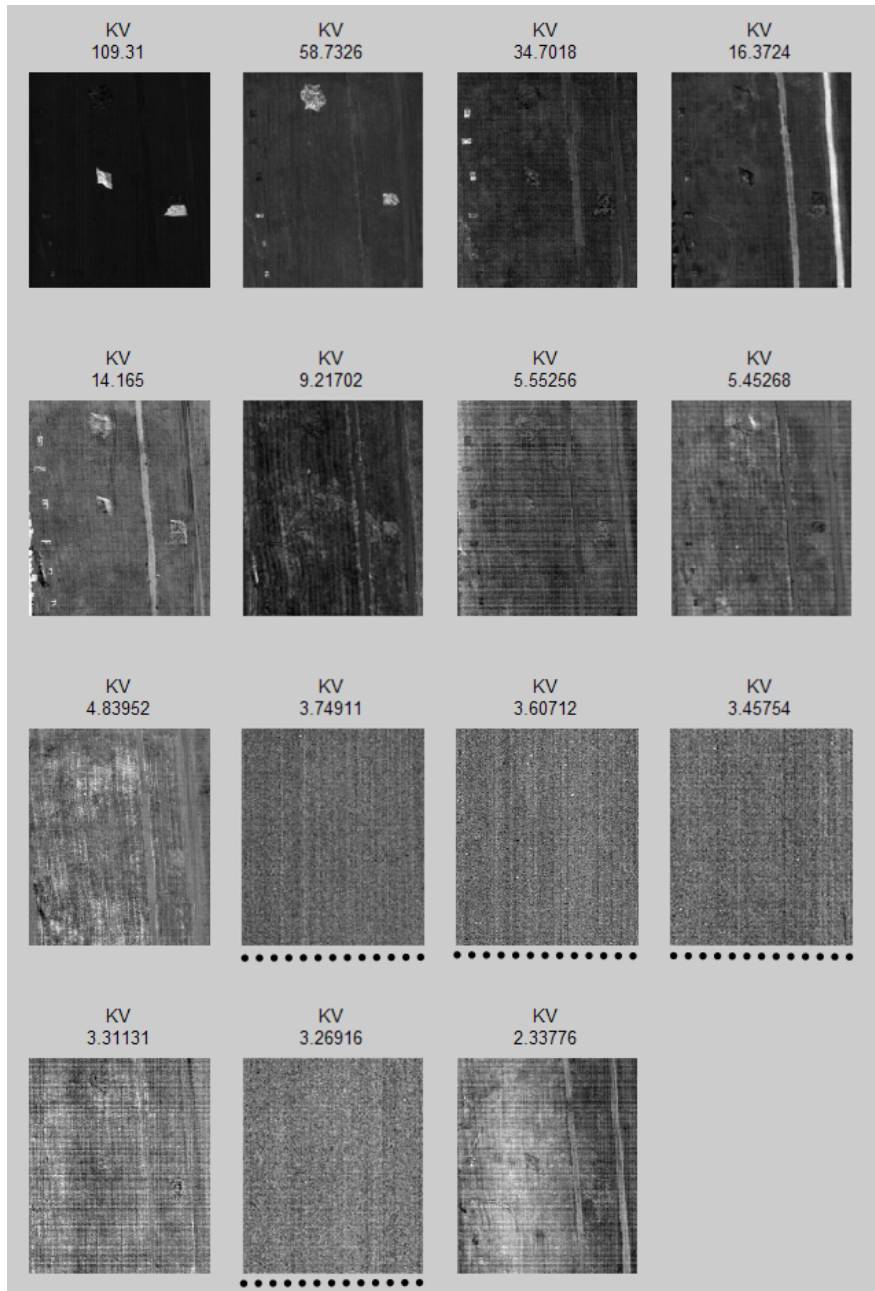 KV
109.31
KV
58.7326
KV
34.7018
KV
16.3724
KV
14.165
KV
9.21702
KV
5.55256
KV
5.45268
KV
4.83952
KV
3.74911
KV
3.60712
KV
3.45754
KV
3.31131
KV
3.26916
KV
2.33776